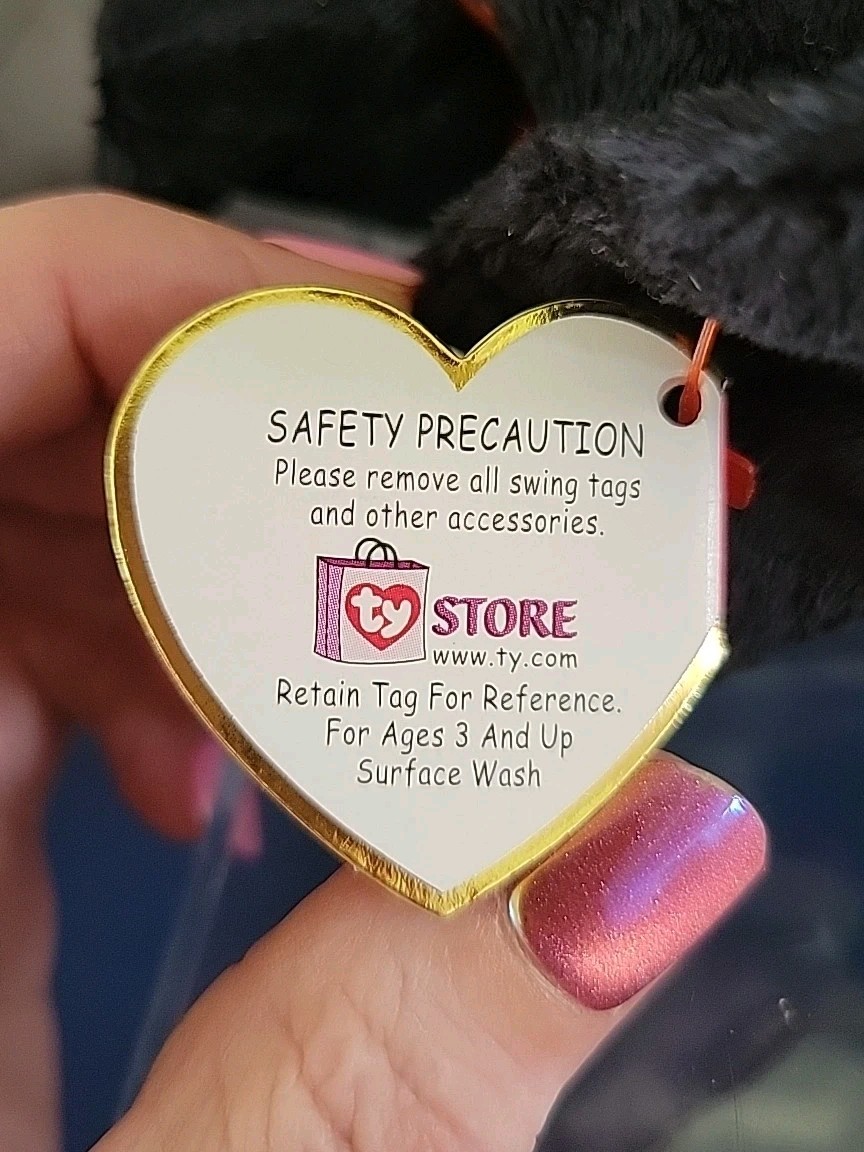 SAFETY PRECAUTION
Please remove all swing tags
and other accessories.
ty STORE
www.ty.com
Retain Tag For Reference.
For Ages 3 And Up
Surface Wash